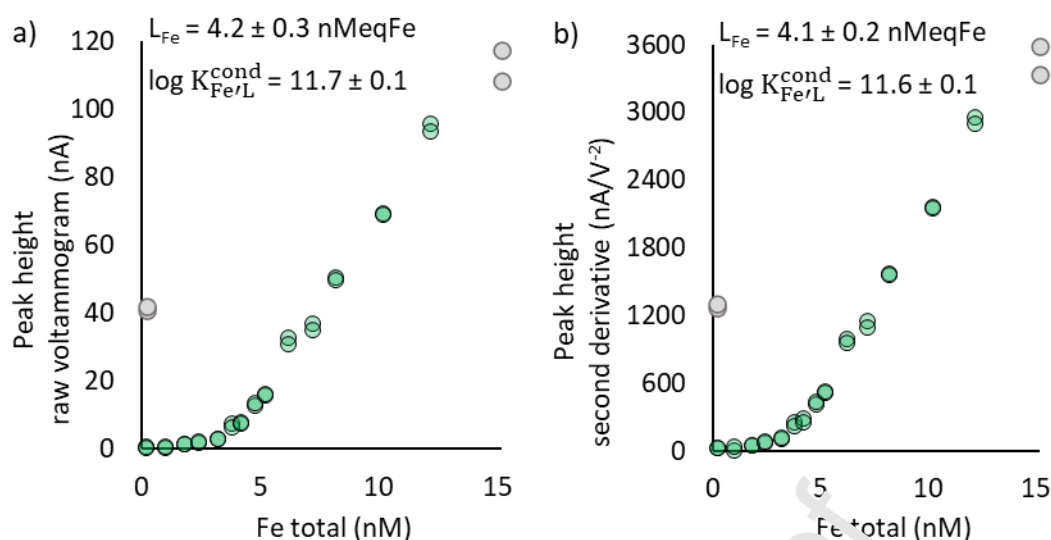 a)
L_Fe = 4.2 ± 0.3 nMeqFe
log K^cond_Fe′L = 11.7 ± 0.1
Peak height
raw voltammogram (nA)
120
100
80
60
40
20
0
0 5 10 15
Fe total (nM)
b)
L_Fe = 4.1 ± 0.2 nMeqFe
log K^cond_Fe′L = 11.6 ± 0.1
Peak height
second derivative (nA/V⁻²)
3600
3000
2400
1800
1200
600
0
0 5 10 15
Fe total (nM)